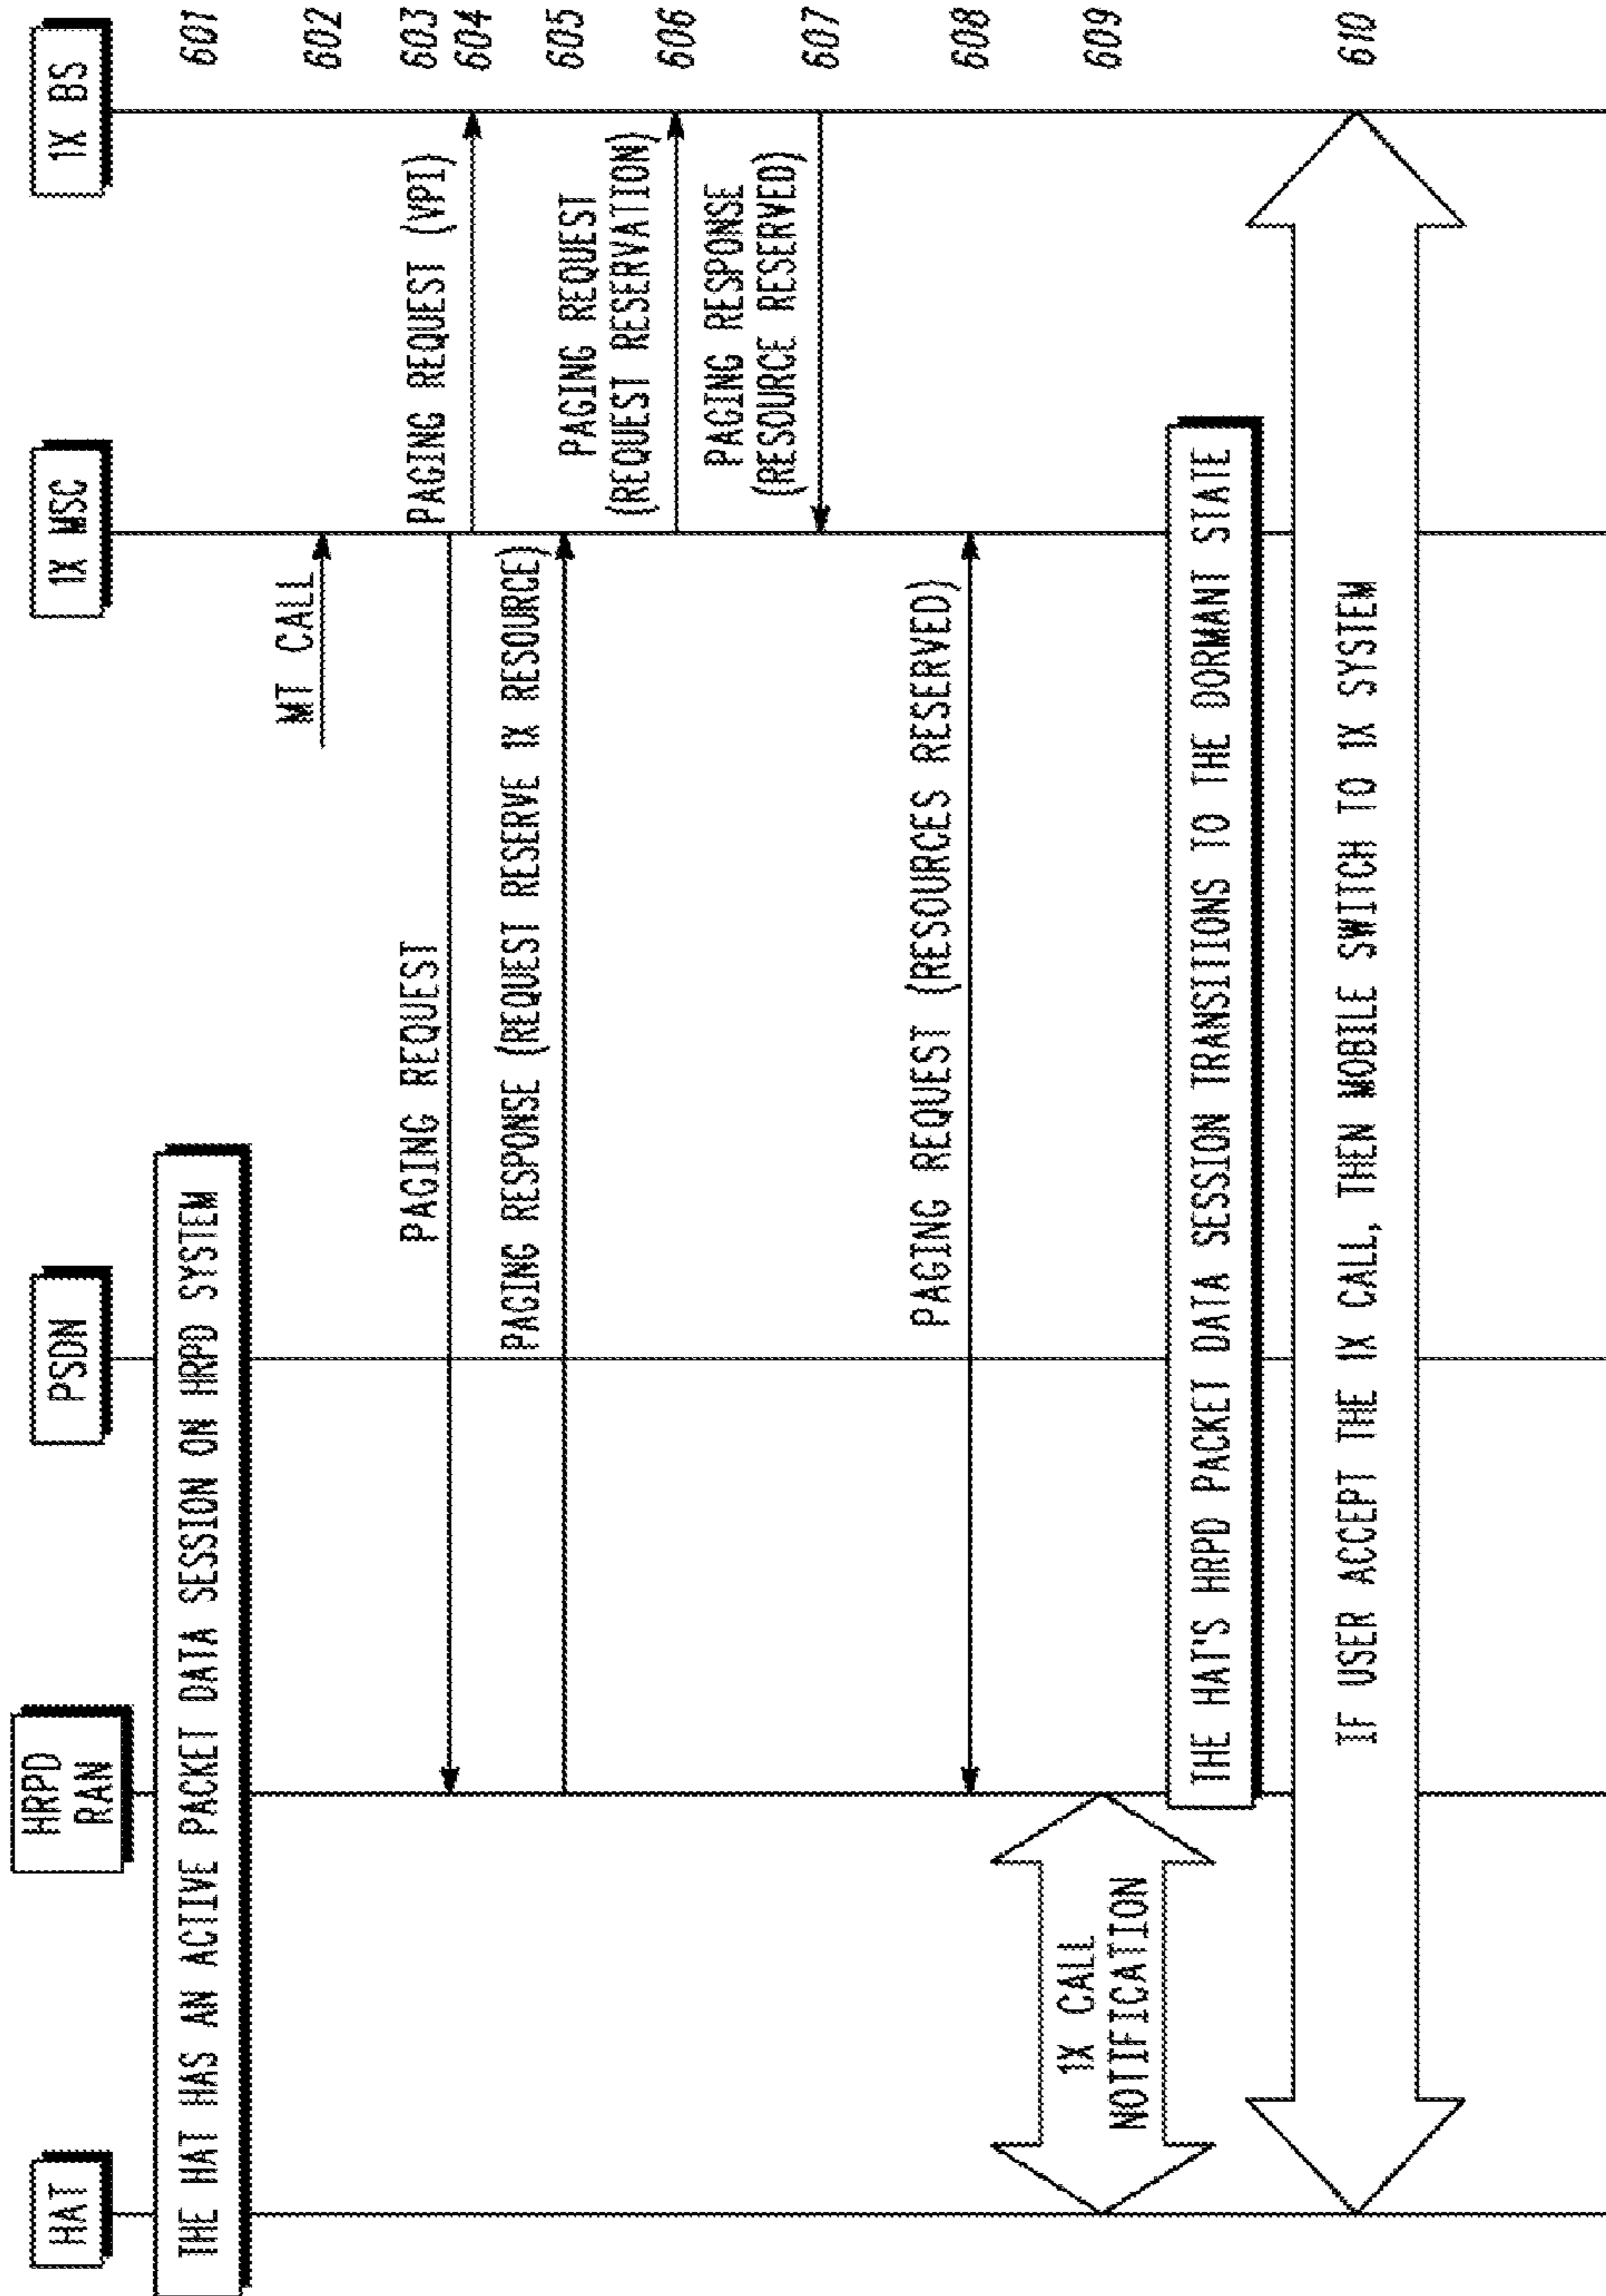 HAT
HRPD
RAN
PSDN
1X MSC
1X BS
THE HAT HAS AN ACTIVE PACKET DATA SESSION ON HRPD SYSTEM
601
MT CALL
602
PAGING REQUEST
603
PAGING REQUEST (VPI)
604
PAGING RESPONSE (REQUEST RESERVE 1X RESOURCE)
605
PAGING REQUEST
(REQUEST RESERVATION)
606
PAGING RESPONSE
(RESOURCE RESERVED)
607
PAGING REQUEST (RESOURCES RESERVED)
608
1X CALL
NOTIFICATION
609
THE HAT'S HRPD PACKET DATA SESSION TRANSITIONS TO THE DORMANT STATE
IF USER ACCEPT THE 1X CALL, THEN MOBILE SWITCH TO 1X SYSTEM
610